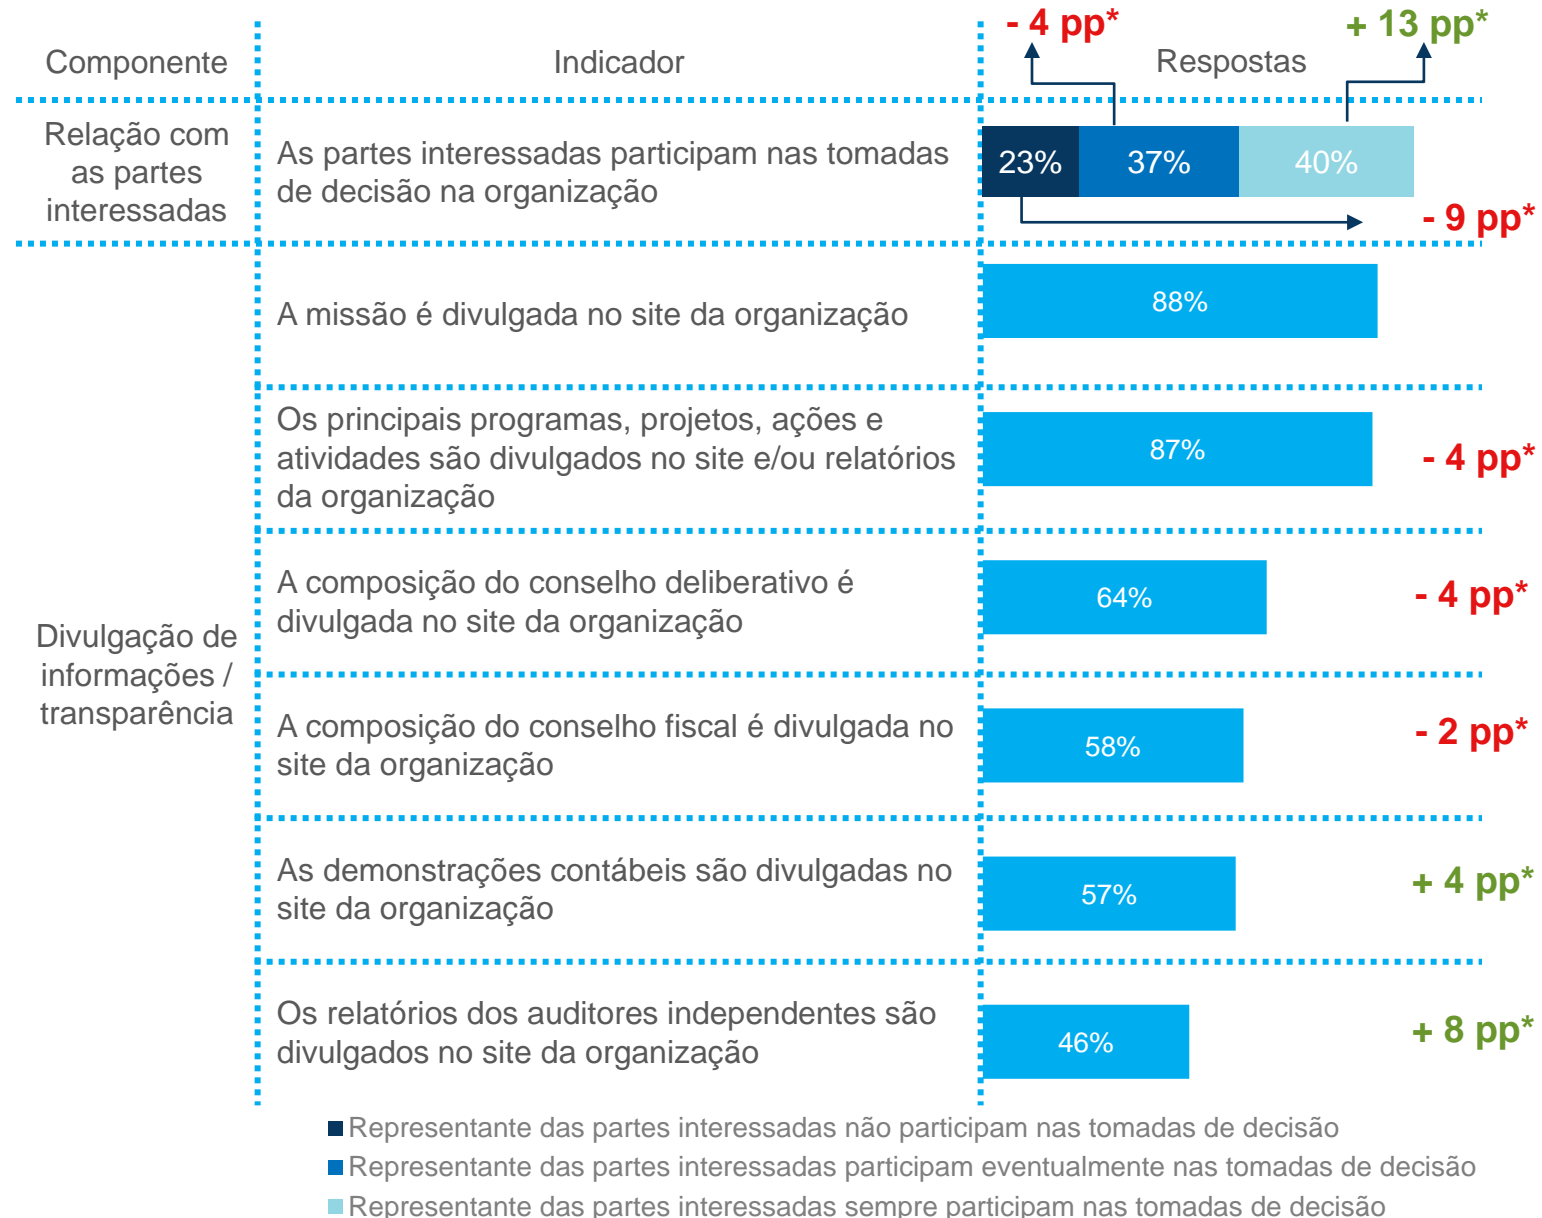 - 4 pp*
+ 13 pp*
Componente
Indicador
Respostas
Relação com
as partes
interessadas
As partes interessadas participam nas tomadas
de decisão na organização
23%
37%
40%
- 9 pp*
Divulgação de
informações /
transparência
A missão é divulgada no site da organização
88%
Os principais programas, projetos, ações e
atividades são divulgados no site e/ou relatórios
da organização
87%
- 4 pp*
A composição do conselho deliberativo é
divulgada no site da organização
64%
- 4 pp*
A composição do conselho fiscal é divulgada no
site da organização
58%
- 2 pp*
As demonstrações contábeis são divulgadas no
site da organização
57%
+ 4 pp*
Os relatórios dos auditores independentes são
divulgados no site da organização
46%
+ 8 pp*
Representante das partes interessadas não participam nas tomadas de decisão
Representante das partes interessadas participam eventualmente nas tomadas de decisão
Representante das partes interessadas sempre participam nas tomadas de decisão